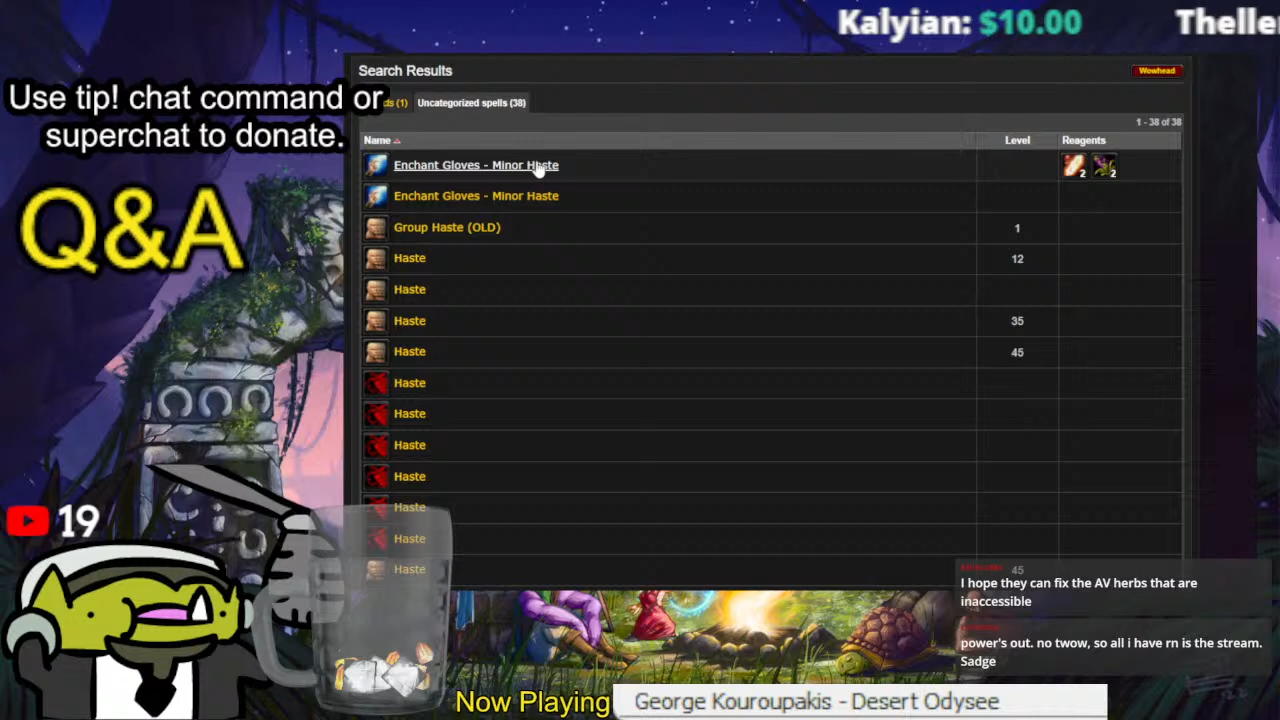 Kalyian: $10.00
Use tip! chat command or
superchat to donate.
Q&A
Search Results
Wowhead
(1)
Uncategorized spells (38)
1 - 38 of 38
Name
Level
Reagents
Enchant Gloves - Minor Haste
2
2
Enchant Gloves - Minor Haste
Group Haste (OLD)
1
Haste
12
Haste
Haste
35
Haste
45
Haste
Haste
Haste
Haste
Haste
Haste
Haste
45
19
I hope they can fix the AV herbs that are
inaccessible
power's out. no twow, so all i have rn is the stream.
Sadge
Now Playing
George Kouroupakis - Desert Odysee